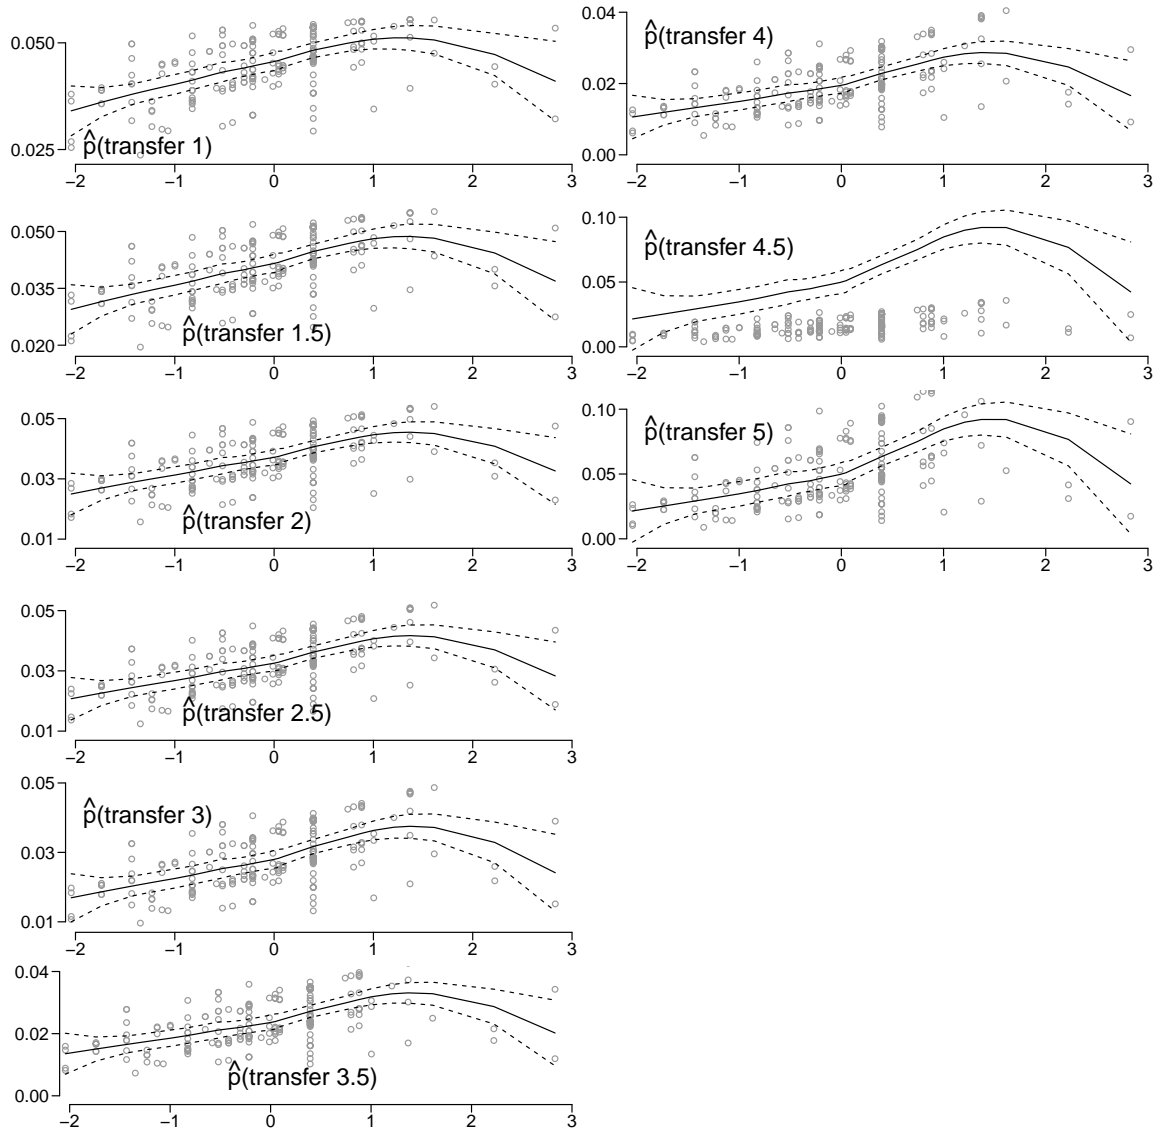 0.050
0.025
p̂(transfer 1)
−2 −1 0 1 2 3
0.050
0.035
0.020
p̂(transfer 1.5)
−2 −1 0 1 2 3
0.05
0.03
0.01
p̂(transfer 2)
−2 −1 0 1 2 3
0.05
0.03
0.01
p̂(transfer 2.5)
−2 −1 0 1 2 3
0.05
0.03
0.01
p̂(transfer 3)
−2 −1 0 1 2 3
0.04
0.02
0.00
p̂(transfer 3.5)
−2 −1 0 1 2 3
0.04
0.02
0.00
p̂(transfer 4)
−2 −1 0 1 2 3
0.10
0.05
0.00
p̂(transfer 4.5)
−2 −1 0 1 2 3
0.10
0.05
0.00
p̂(transfer 5)
−2 −1 0 1 2 3